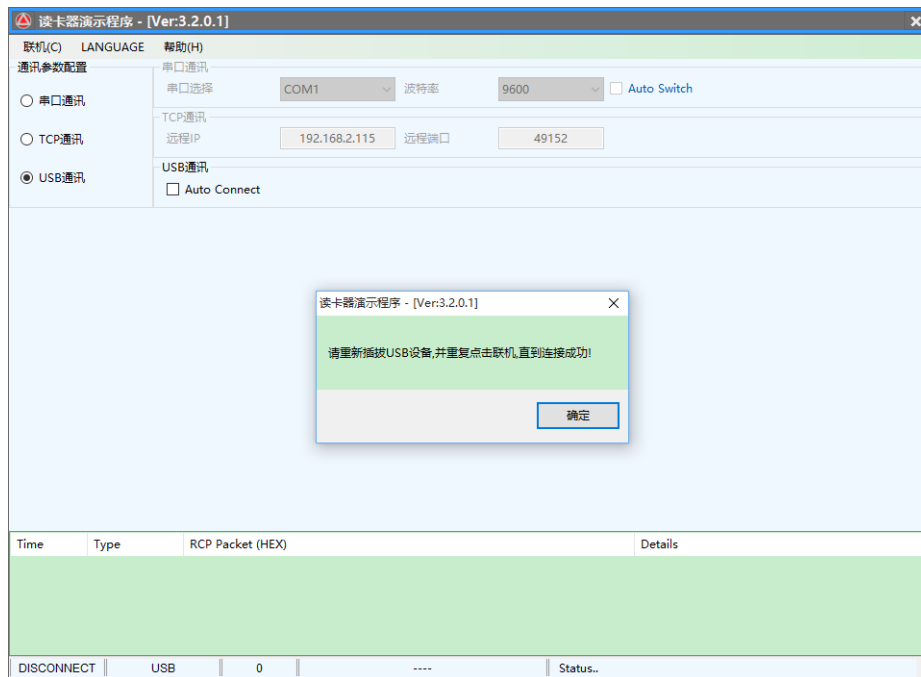 读卡器演示程序 - [Ver:3.2.0.1]
联机(C) LANGUAGE 帮助(H)
通讯参数配置
串口通讯
TCP通讯
USB通讯
串口通讯
串口选择 COM1 波特率 9600 Auto Switch
TCP通讯
远程IP 192.168.2.115 远程端口 49152
USB通讯
Auto Connect
读卡器演示程序 - [Ver:3.2.0.1]
请重新插拔USB设备,并重复点击联机,直到连接成功!
确定
Time Type RCP Packet (HEX) Details
DISCONNECT USB 0 ---- Status..